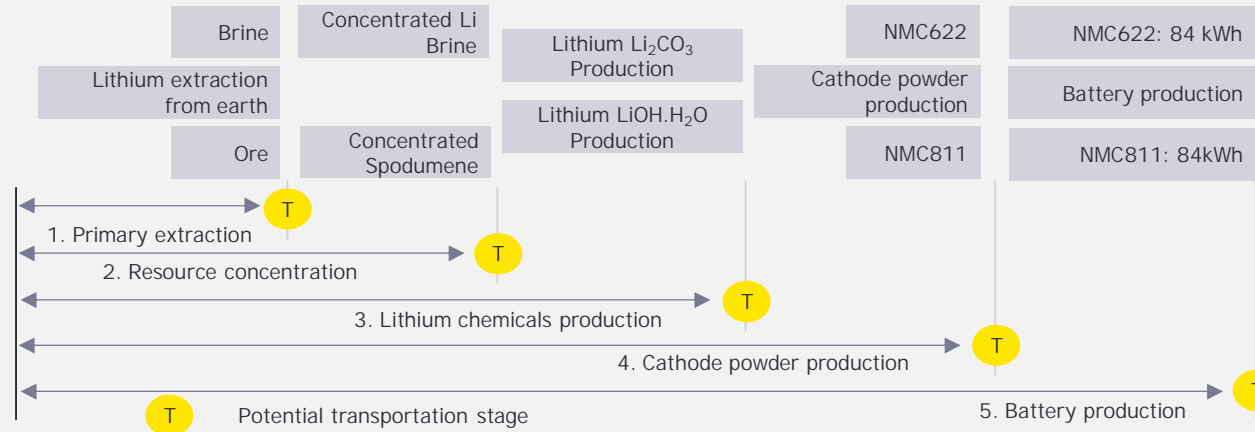 Brine
Lithium extraction
from earth
Ore
Concentrated Li
Brine
Concentrated
Spodumene
Lithium Li₂CO₃
Production
Lithium LiOH.H₂O
Production
NMC622
Cathode powder
production
NMC811
NMC622: 84 kWh
Battery production
NMC811: 84kWh
T
1. Primary extraction
T
2. Resource concentration
T
3. Lithium chemicals production
T
4. Cathode powder production
T
5. Battery production
T
Potential transportation stage